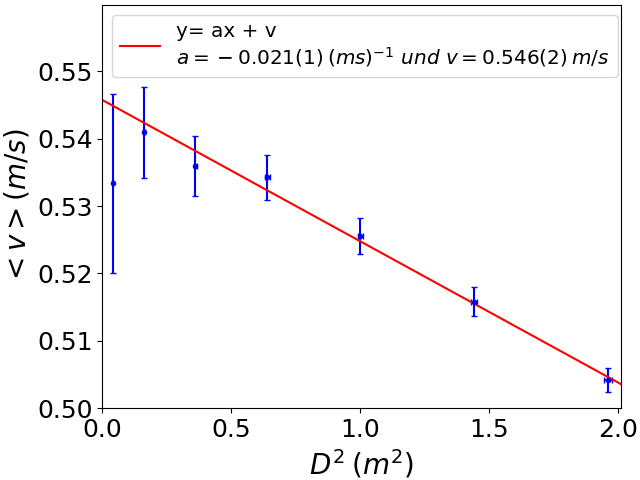 y= ax + v
a = −0.021(1) (ms)⁻¹ und v = 0.546(2) m/s
0.55
0.54
0.53
0.52
0.51
0.50
< v > (m/s)
0.0 0.5 1.0 1.5 2.0
D² (m²)